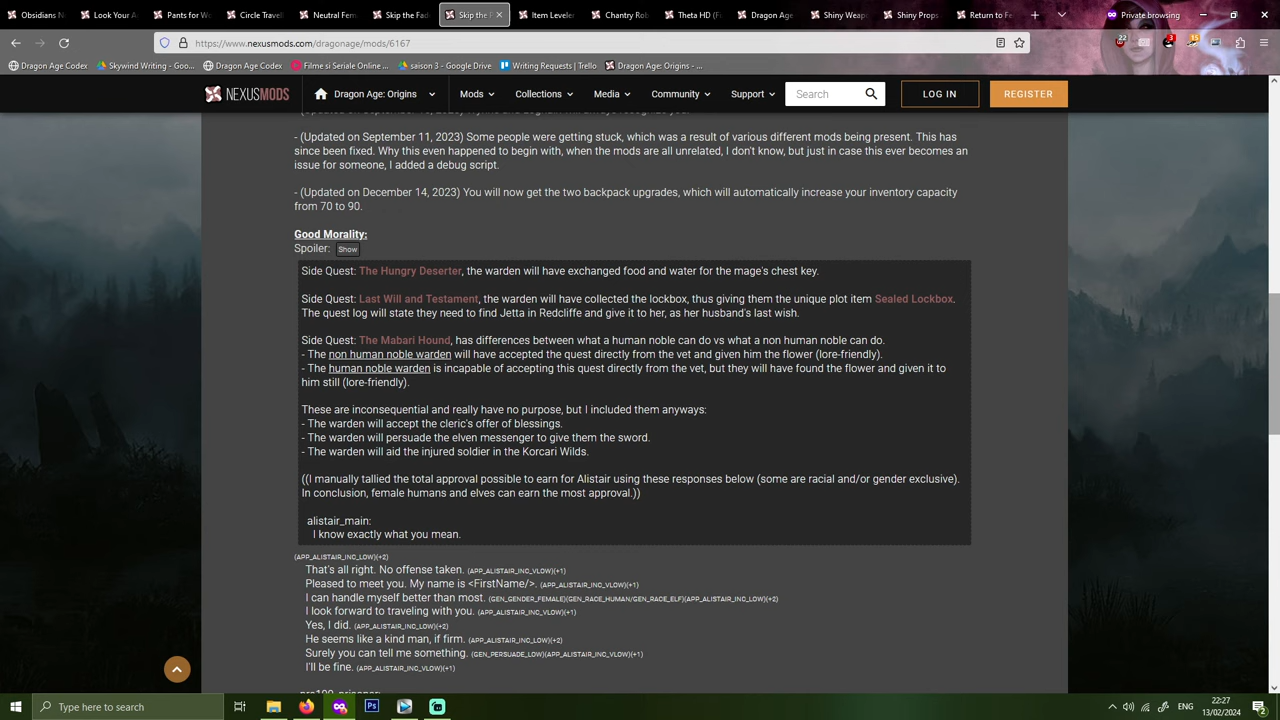 Obsidians N
Look Your A
Pants for W
Circle Travell
Neutral Fem
Skip the Fad
Skip the F
Item Leveler
Chantry Rob
Theta HD (F
Dragon Age
Shiny Weap
Shiny Props
Return to Fe
Private browsing
https://www.nexusmods.com/dragonage/mods/6167
22
3
15
Dragon Age Codex
Skywind Writing - Goo...
Dragon Age Codex
Filme si Seriale Online ...
saison 3 - Google Drive
Writing Requests | Trello
Dragon Age: Origins - ...
NEXUSMODS
Dragon Age: Origins
Mods
Collections
Media
Community
Support
Search
LOG IN
REGISTER
- (Updated on September 11, 2023) Some people were getting stuck, which was a result of various different mods being present. This has
since been fixed. Why this even happened to begin with, when the mods are all unrelated, I don't know, but just in case this ever becomes an
issue for someone, I added a debug script.
- (Updated on December 14, 2023) You will now get the two backpack upgrades, which will automatically increase your inventory capacity
from 70 to 90.
Good Morality:
Spoiler: Show
Side Quest: The Hungry Deserter, the warden will have exchanged food and water for the mage's chest key.
Side Quest: Last Will and Testament, the warden will have collected the lockbox, thus giving them the unique plot item Sealed Lockbox.
The quest log will state they need to find Jetta in Redcliffe and give it to her, as her husband's last wish.
Side Quest: The Mabari Hound, has differences between what a human noble can do vs what a non human noble can do.
- The non human noble warden will have accepted the quest directly from the vet and given him the flower (lore-friendly).
- The human noble warden is incapable of accepting this quest directly from the vet, but they will have found the flower and given it to
him still (lore-friendly).
These are inconsequential and really have no purpose, but I included them anyways:
- The warden will accept the cleric's offer of blessings.
- The warden will persuade the elven messenger to give them the sword.
- The warden will aid the injured soldier in the Korcari Wilds.
((I manually tallied the total approval possible to earn for Alistair using these responses below (some are racial and/or gender exclusive).
In conclusion, female humans and elves can earn the most approval.))
alistair_main:
I know exactly what you mean.
(APP_ALISTAIR_INC_LOW)(+2)
That's all right. No offense taken. (APP_ALISTAIR_INC_VLOW)(+1)
Pleased to meet you. My name is <FirstName/>. (APP_ALISTAIR_INC_VLOW)(+1)
I can handle myself better than most. (GEN_GENDER_FEMALE)(GEN_RACE_HUMAN/GEN_RACE_ELF)(APP_ALISTAIR_INC_LOW)(+2)
I look forward to traveling with you. (APP_ALISTAIR_INC_VLOW)(+1)
Yes, I did. (APP_ALISTAIR_INC_LOW)(+2)
He seems like a kind man, if firm. (APP_ALISTAIR_INC_LOW)(+2)
Surely you can tell me something. (GEN_PERSUADE_LOW)(APP_ALISTAIR_INC_VLOW)(+1)
I'll be fine. (APP_ALISTAIR_INC_VLOW)(+1)
Type here to search
ENG
22:27
13/02/2024
2